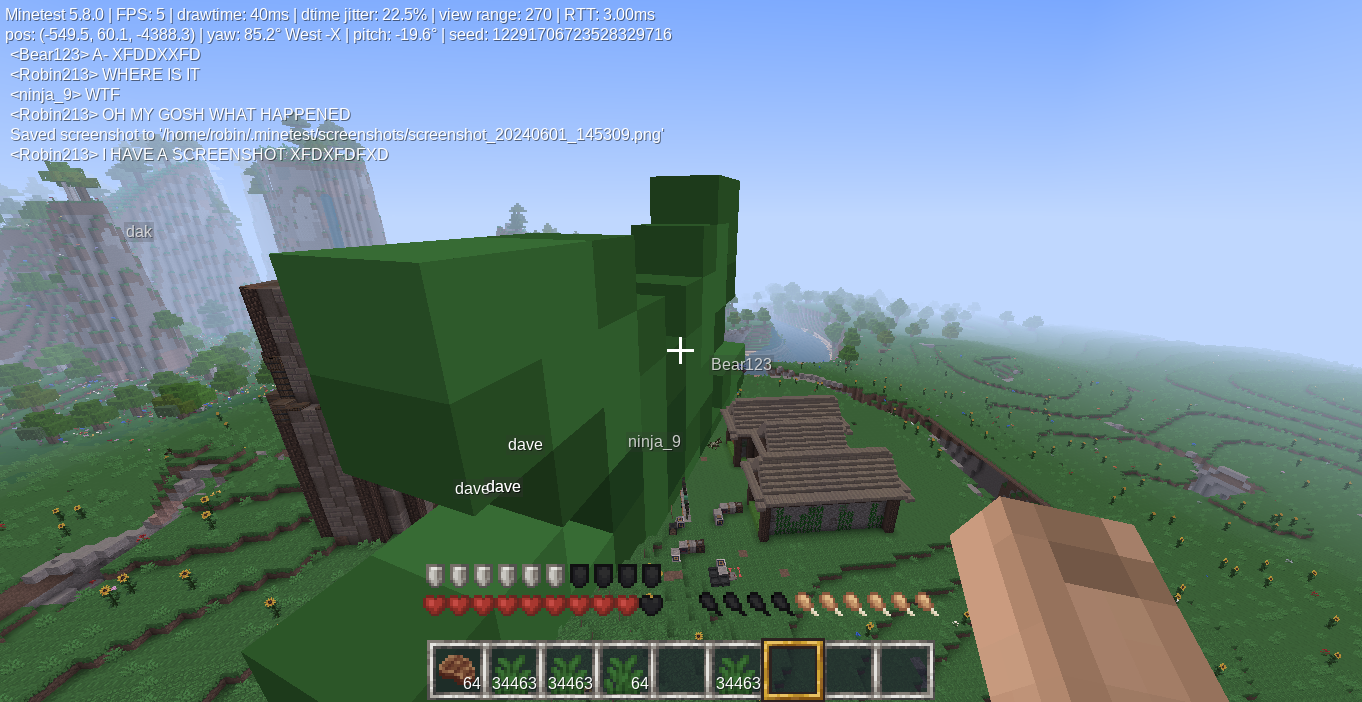 Minetest 5.8.0 | FPS: 5 | drawtime: 40ms | dtime jitter: 22.5% | view range: 270 | RTT: 3.00ms
pos: (-549.5, 60.1, -4388.3) | yaw: 85.2° West -X | pitch: -19.6° | seed: 12291706723528329716
<Bear123> A- XFDDXXFD
<Robin213> WHERE IS IT
<ninja_9> WTF
<Robin213> OH MY GOSH WHAT HAPPENED
Saved screenshot to '/home/robin/.minetest/screenshots/screenshot_20240601_145309.png'
<Robin213> I HAVE A SCREENSHOT XFDXFDFXD
dak
Bear123
dave ninja_9
dave dave
64 34463 34463 64 34463